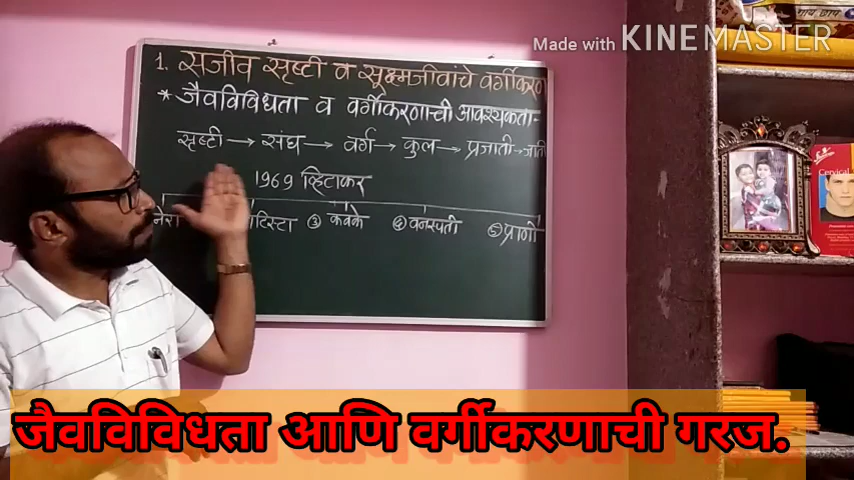 Made with KINEMASTER
1. सजीव सृष्टी व सूक्ष्मजीवांचे वर्गीकरण
* जैवविविधता व वर्गीकरणाची आवश्यकता-
सृष्टी → संघ → वर्ग → कुल → प्रजाती → जाती
1969 व्हिटाकर
③ कवके ④ वनस्पती ⑤ प्राणी
Cervical
जैवविविधता आणि वर्गीकरणाची गरज.